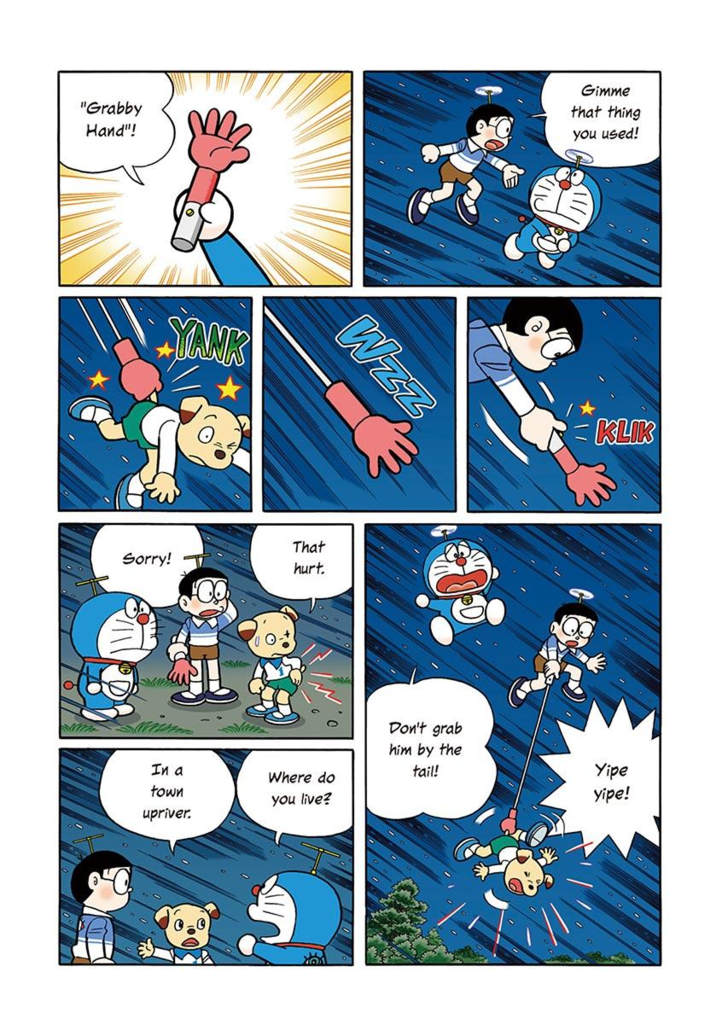 Gimme
that thing
you used!
"Grabby
Hand"!
KLIK
Wzz
YANK
Yipe
yipe!
Don't grab
him by the
tail!
That
hurt.
Sorry!
Where do
you live?
In a
town
upriver.